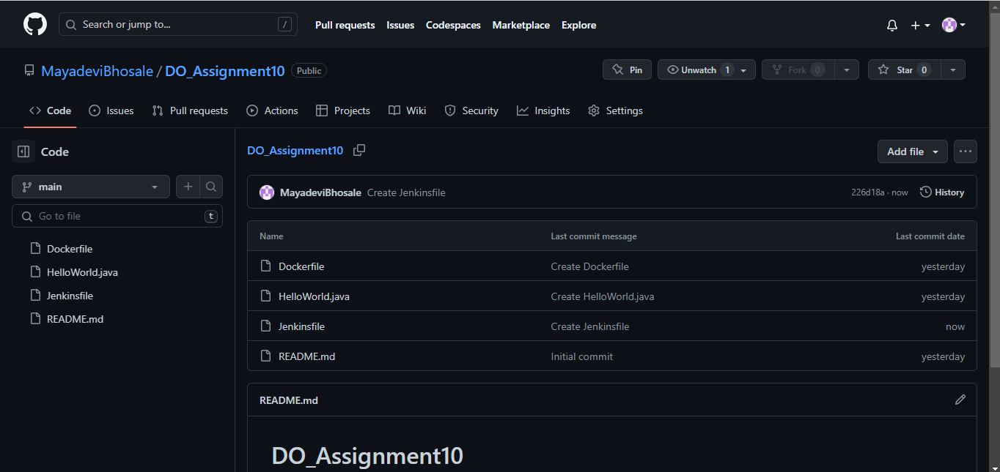 Search or jump to... / Pull requests Issues Codespaces Marketplace Explore
MayadeviBhosale / DO_Assignment10 Public Pin Unwatch 1 Fork 0 Star 0
Code Issues Pull requests Actions Projects Wiki Security Insights Settings
Code
main
Go to file t
Dockerfile
HelloWorld.java
Jenkinsfile
README.md
DO_Assignment10 Add file
MayadeviBhosale Create Jenkinsfile 226d18a · now History
Name Last commit message Last commit date
Dockerfile Create Dockerfile yesterday
HelloWorld.java Create HelloWorld.java yesterday
Jenkinsfile Create Jenkinsfile now
README.md Initial commit yesterday
README.md
DO_Assignment10